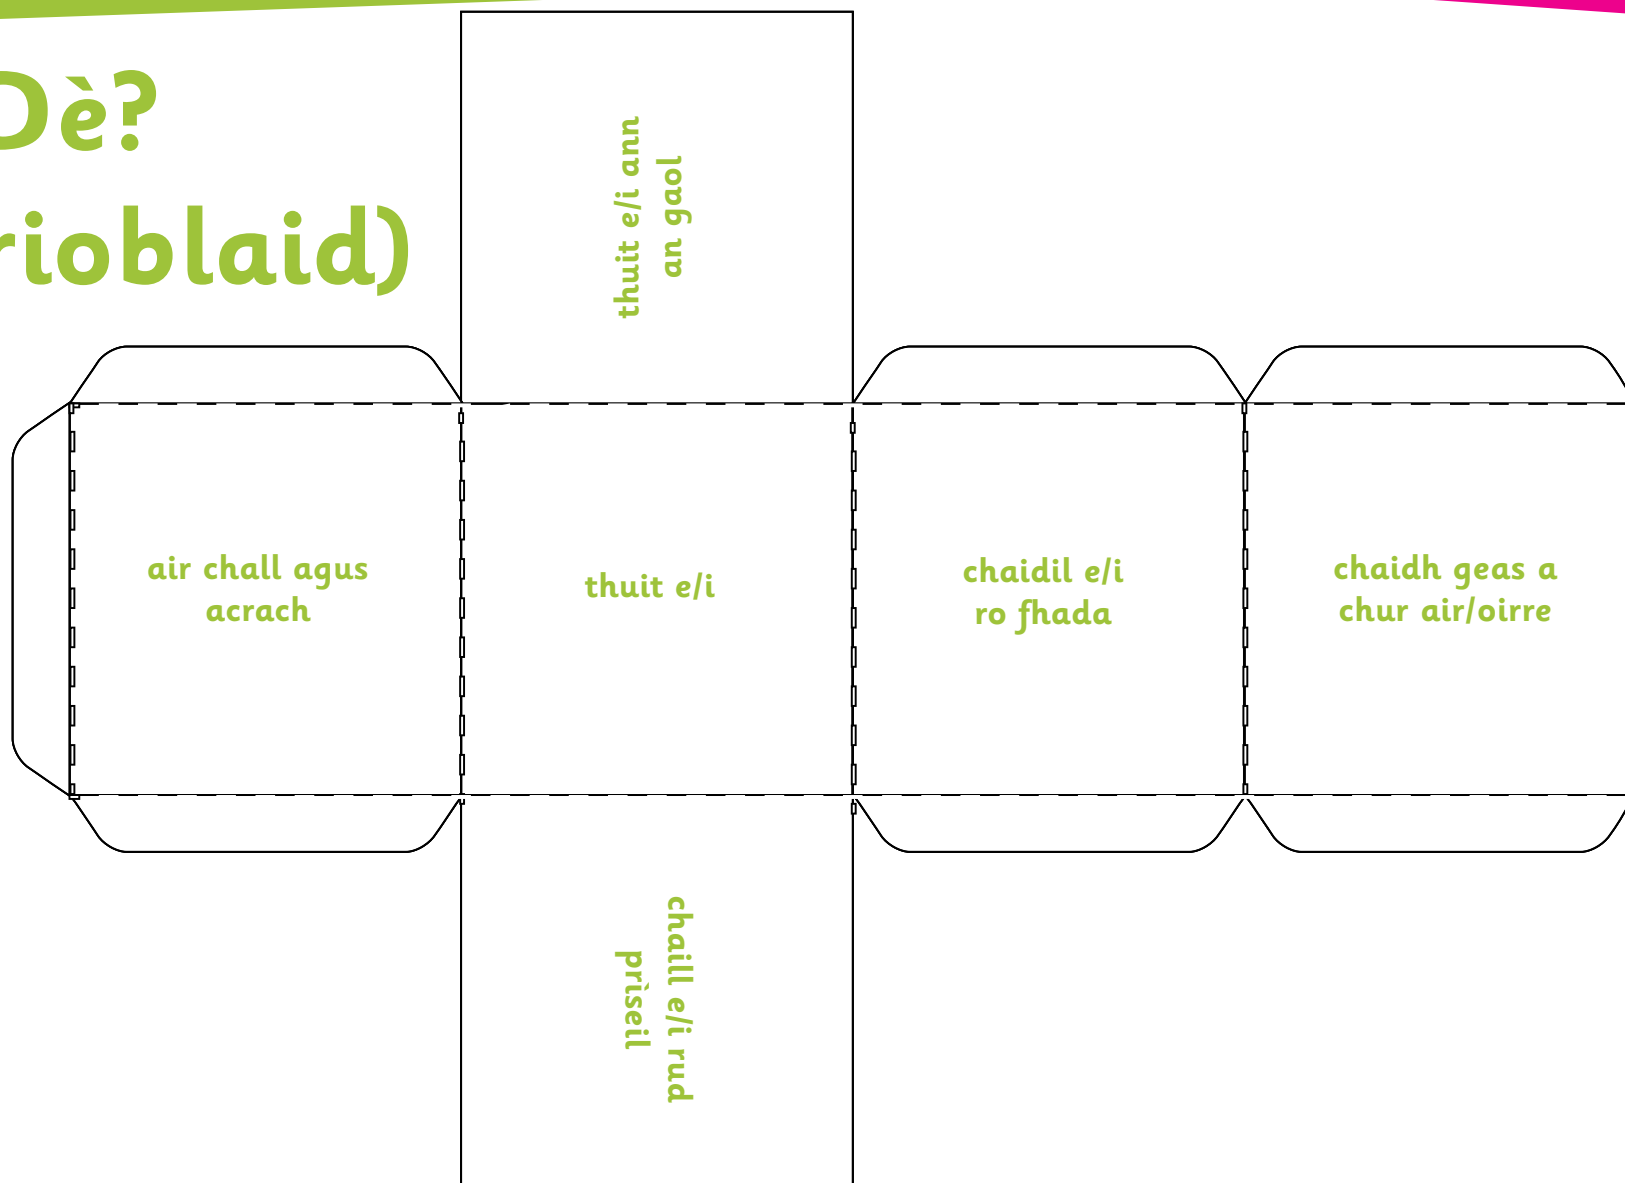 Dè?
rioblaid)
thuit e/i ann
an gaol
air chall agus
acrach
thuit e/i
chaidil e/i
ro fhada
chaidh geas a
chur air/oirre
chaill e/i rud
prìseil